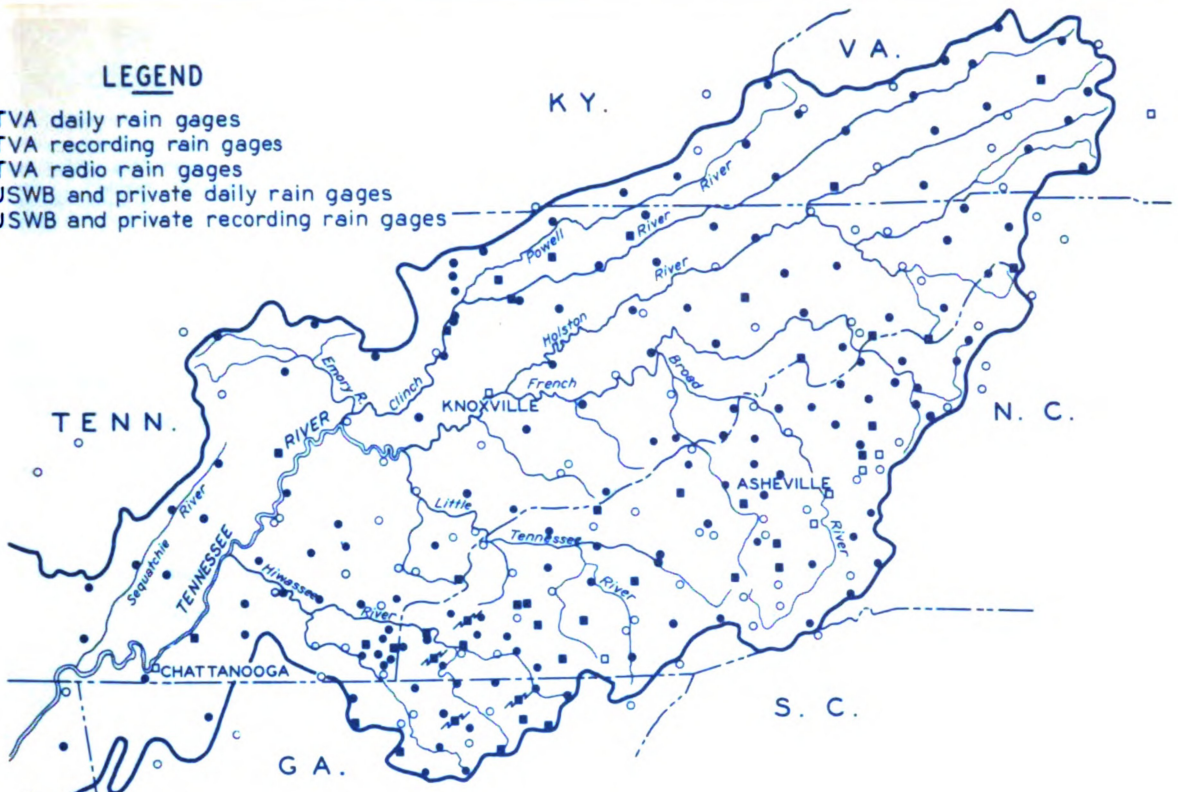 LEGEND
TVA daily rain gages
TVA recording rain gages
TVA radio rain gages
USWB and private daily rain gages
USWB and private recording rain gages
VA.
KY.
Powell River
River
River
Holston
Emory R.
Clinch
French
Broad
KNOXVILLE
TENN.
N. C.
RIVER
ASHEVILLE
Sequatchie River
TENNESSEE
Little
Tennessee
River
River
Hiwassee
River
CHATTANOOGA
S. C.
GA.